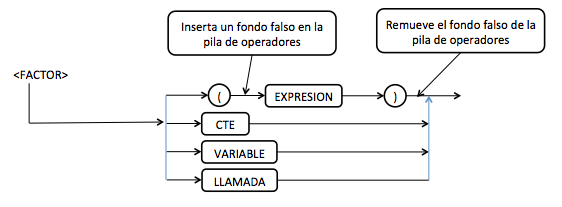 Inserta un fondo falso en la
pila de operadores
Remueve el fondo falso de la
pila de operadores
<FACTOR>
( EXPRESION )
CTE
VARIABLE
LLAMADA